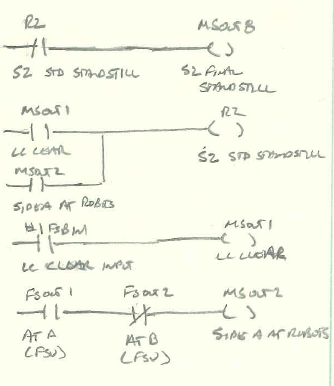 R2 MSOUT8
S2 STD STANDSTILL S2 FINAL
STANDSTILL
MSOUT1 R2
LC CLEAR S2 STD STANDSTILL
MSOUT2
SIDE A AT ROBOTS
FSBIN1 MSOUT1
LC CLEAR INPUT LC CLEAR
FSOUT1 FSOUT2 MSOUT2
AT A AT B SIDE A AT ROBOTS
(FSU) (FSU)